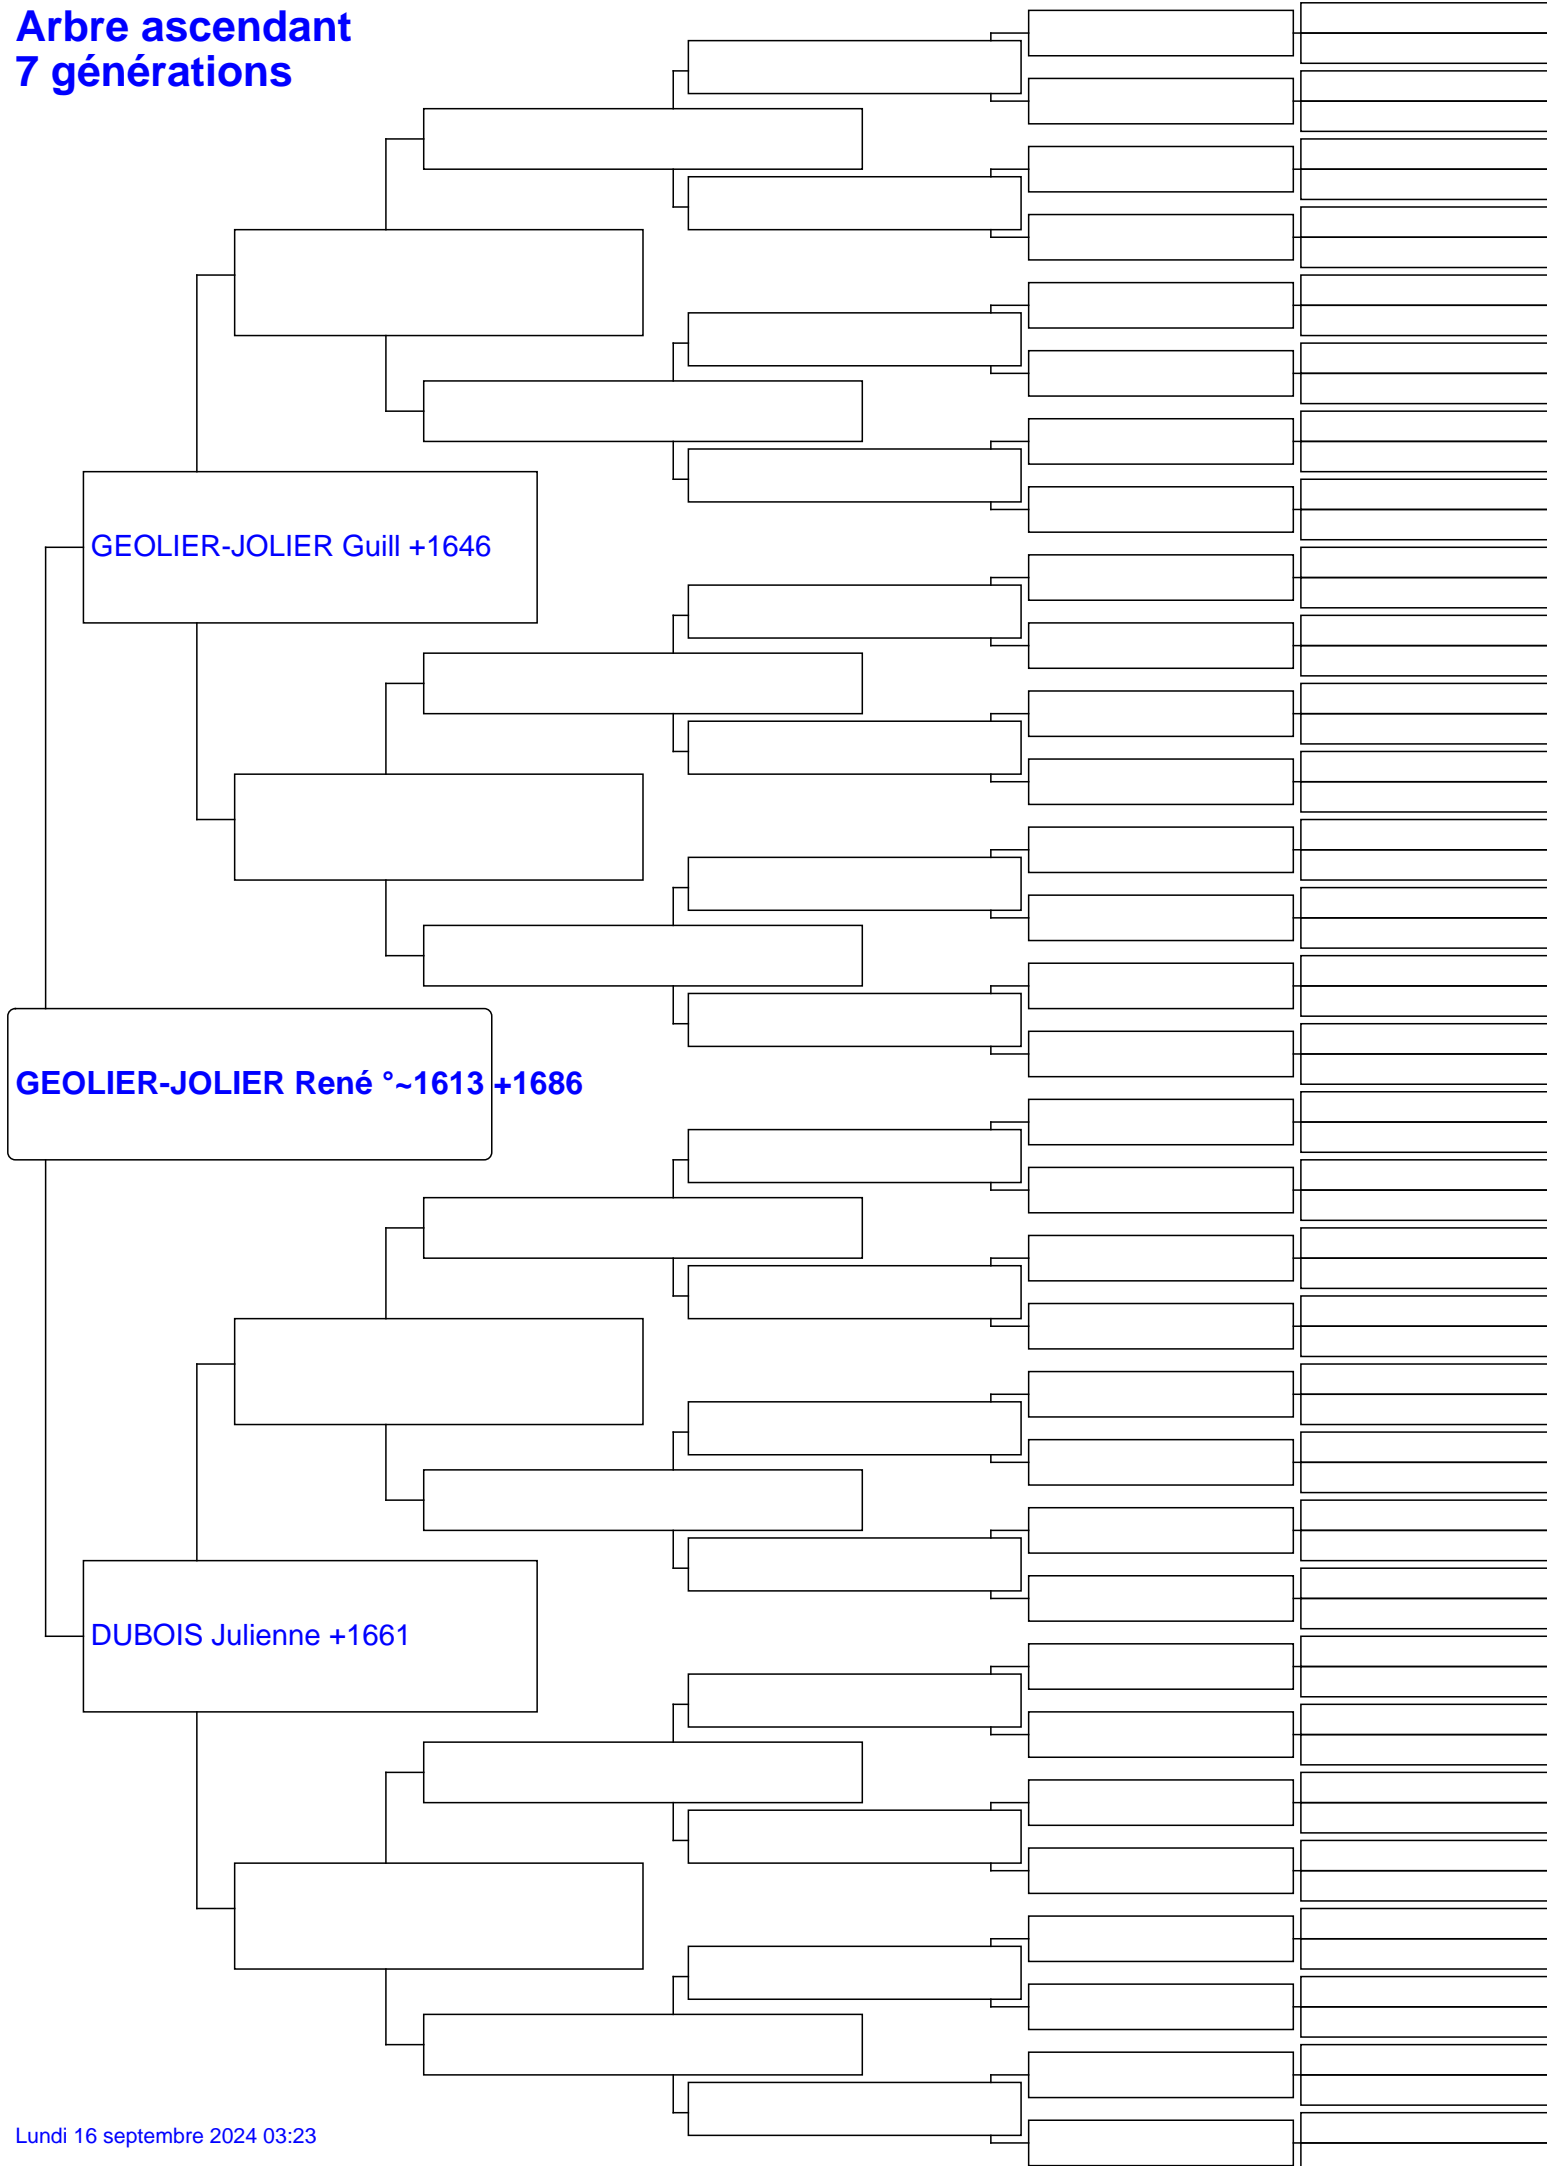 Arbre ascendant
7 générations
GEOLIER-JOLIER Guill +1646
GEOLIER-JOLIER René °~1613 +1686
DUBOIS Julienne +1661
Lundi 16 septembre 2024 03:23